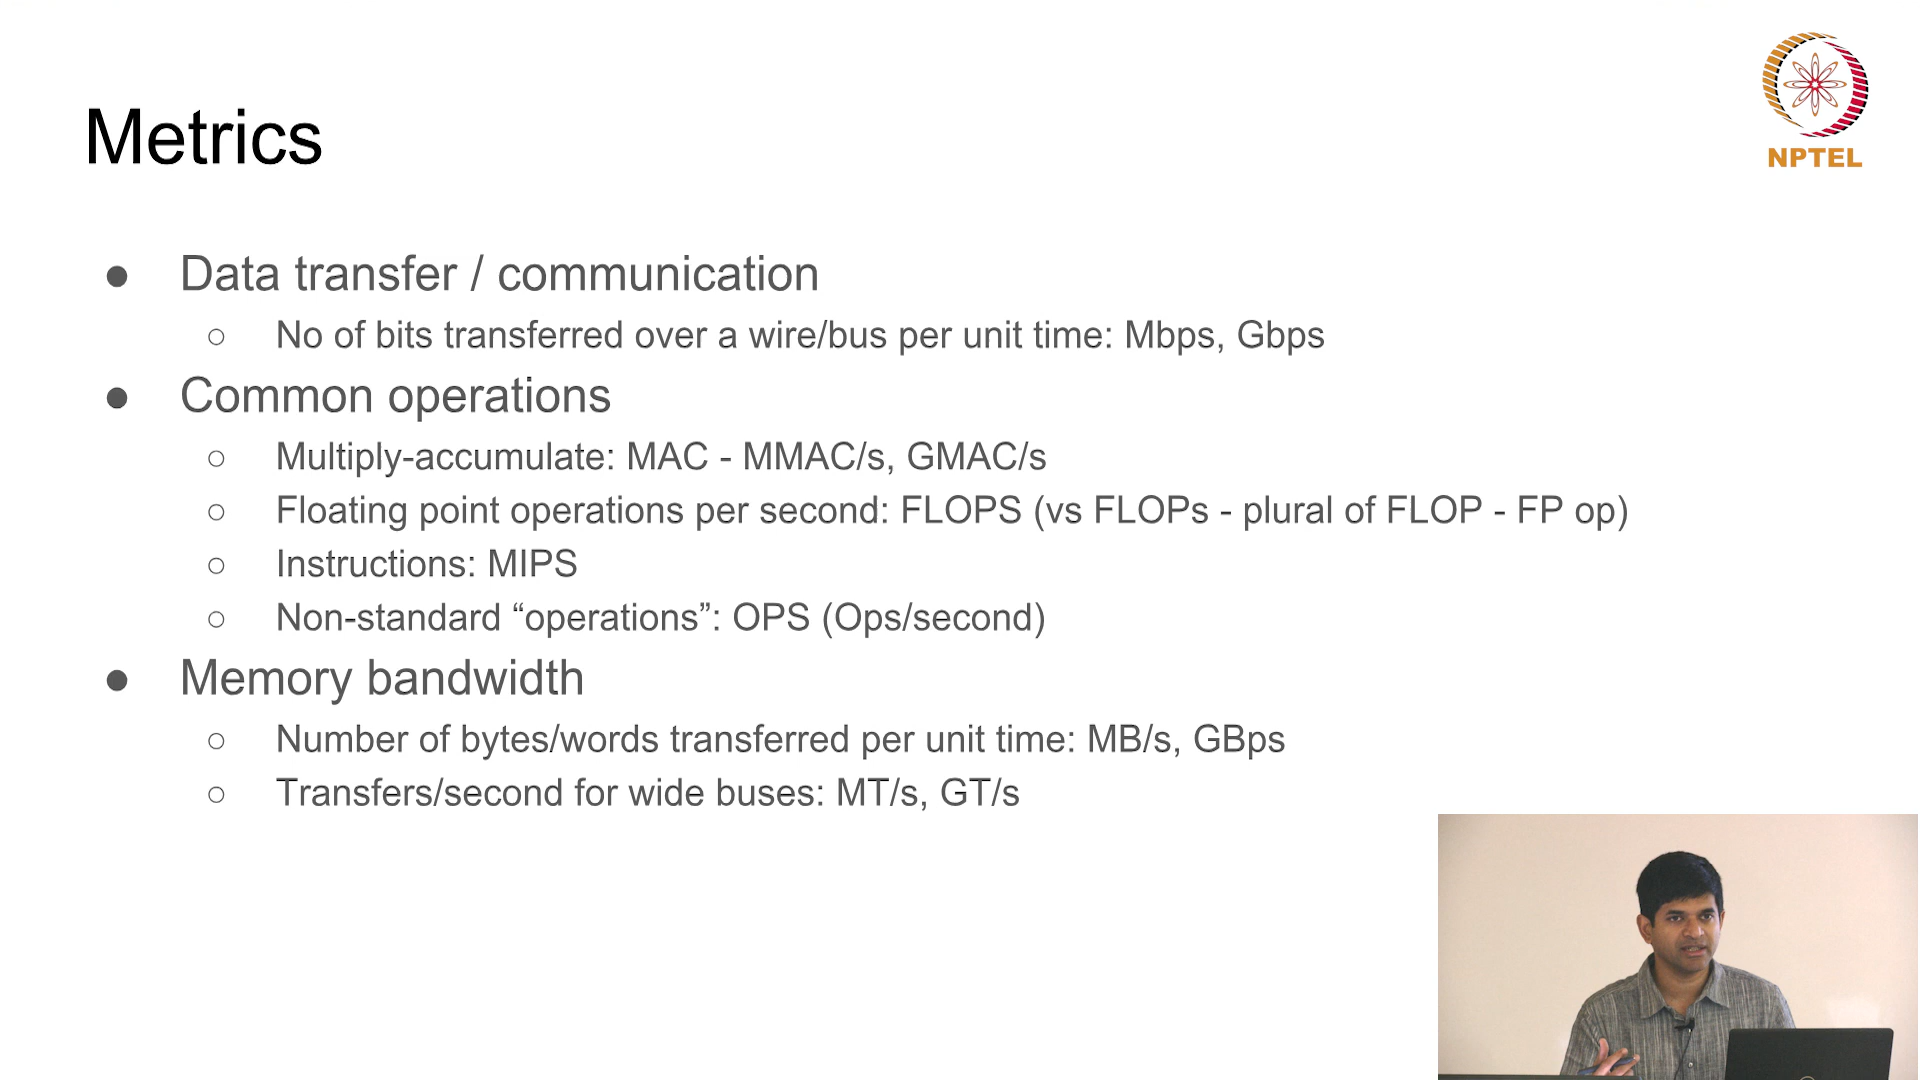 Metrics
NPTEL
● Data transfer / communication
○ No of bits transferred over a wire/bus per unit time: Mbps, Gbps
● Common operations
○ Multiply-accumulate: MAC - MMAC/s, GMAC/s
○ Floating point operations per second: FLOPS (vs FLOPs - plural of FLOP - FP op)
○ Instructions: MIPS
○ Non-standard “operations”: OPS (Ops/second)
● Memory bandwidth
○ Number of bytes/words transferred per unit time: MB/s, GBps
○ Transfers/second for wide buses: MT/s, GT/s